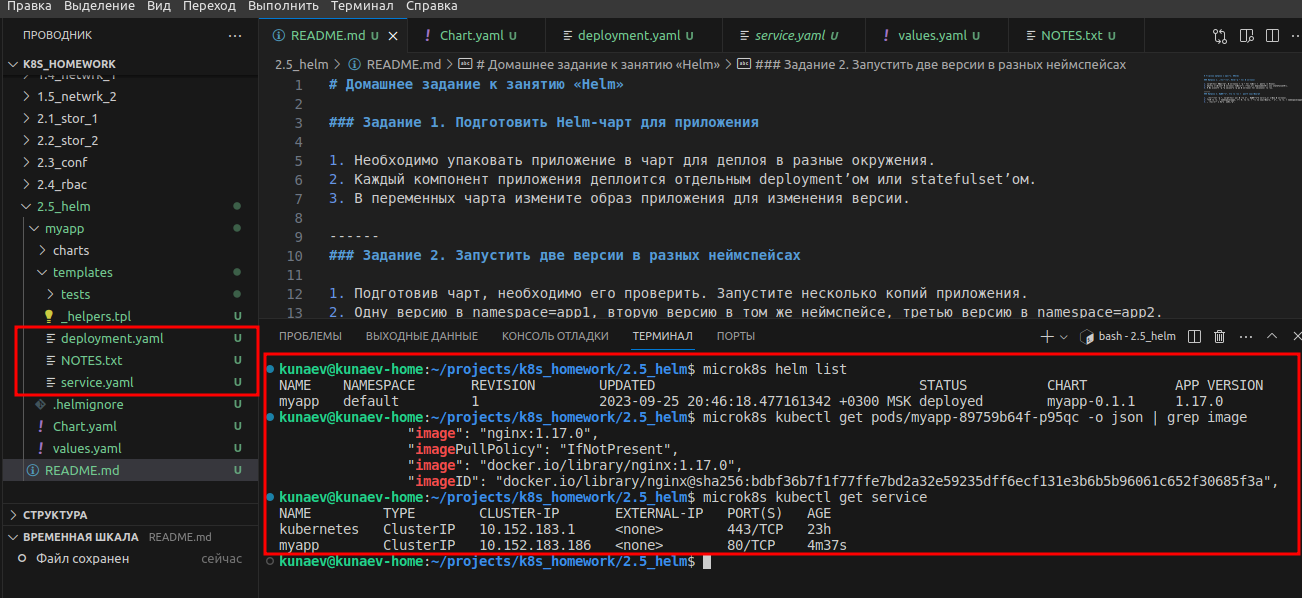 Правка Выделение Вид Переход Выполнить Терминал Справка
ПРОВОДНИК ...
K8S_HOMEWORK
1.4_netwrk_1
1.5_netwrk_2
2.1_stor_1
2.2_stor_2
2.3_conf
2.4_rbac
2.5_helm
myapp
charts
templates
tests
_helpers.tpl U
deployment.yaml U
NOTES.txt U
service.yaml U
.helmignore U
! Chart.yaml U
! values.yaml U
README.md U
СТРУКТУРА
ВРЕМЕННАЯ ШКАЛА README.md
Файл сохранен сейчас
README.md U ! Chart.yaml U deployment.yaml U service.yaml U ! values.yaml U NOTES.txt U
2.5_helm > README.md > # Домашнее задание к занятию «Helm» > ### Задание 2. Запустить две версии в разных неймспейсах
1 # Домашнее задание к занятию «Helm»
2
3 ### Задание 1. Подготовить Helm-чарт для приложения
4
5 1. Необходимо упаковать приложение в чарт для деплоя в разные окружения.
6 2. Каждый компонент приложения деплоится отдельным deployment’ом или statefulset’ом.
7 3. В переменных чарта измените образ приложения для изменения версии.
8
9 ------
10 ### Задание 2. Запустить две версии в разных неймспейсах
11
12 1. Подготовив чарт, необходимо его проверить. Запустите несколько копий приложения.
13 2. Одну версию в namespace=app1, вторую версию в том же неймспейсе, третью версию в namespace=app2.
ПРОБЛЕМЫ ВЫХОДНЫЕ ДАННЫЕ КОНСОЛЬ ОТЛАДКИ ТЕРМИНАЛ ПОРТЫ bash - 2.5_helm
kunaev@kunaev-home:~/projects/k8s_homework/2.5_helm$ microk8s helm list
NAME NAMESPACE REVISION UPDATED STATUS CHART APP VERSION
myapp default 1 2023-09-25 20:46:18.477161342 +0300 MSK deployed myapp-0.1.1 1.17.0
kunaev@kunaev-home:~/projects/k8s_homework/2.5_helm$ microk8s kubectl get pods/myapp-89759b64f-p95qc -o json | grep image
"image": "nginx:1.17.0",
"imagePullPolicy": "IfNotPresent",
"image": "docker.io/library/nginx:1.17.0",
"imageID": "docker.io/library/nginx@sha256:bdbf36b7f1f77ffe7bd2a32e59235dff6ecf131e3b6b5b96061c652f30685f3a",
kunaev@kunaev-home:~/projects/k8s_homework/2.5_helm$ microk8s kubectl get service
NAME TYPE CLUSTER-IP EXTERNAL-IP PORT(S) AGE
kubernetes ClusterIP 10.152.183.1 <none> 443/TCP 23h
myapp ClusterIP 10.152.183.186 <none> 80/TCP 4m37s
kunaev@kunaev-home:~/projects/k8s_homework/2.5_helm$